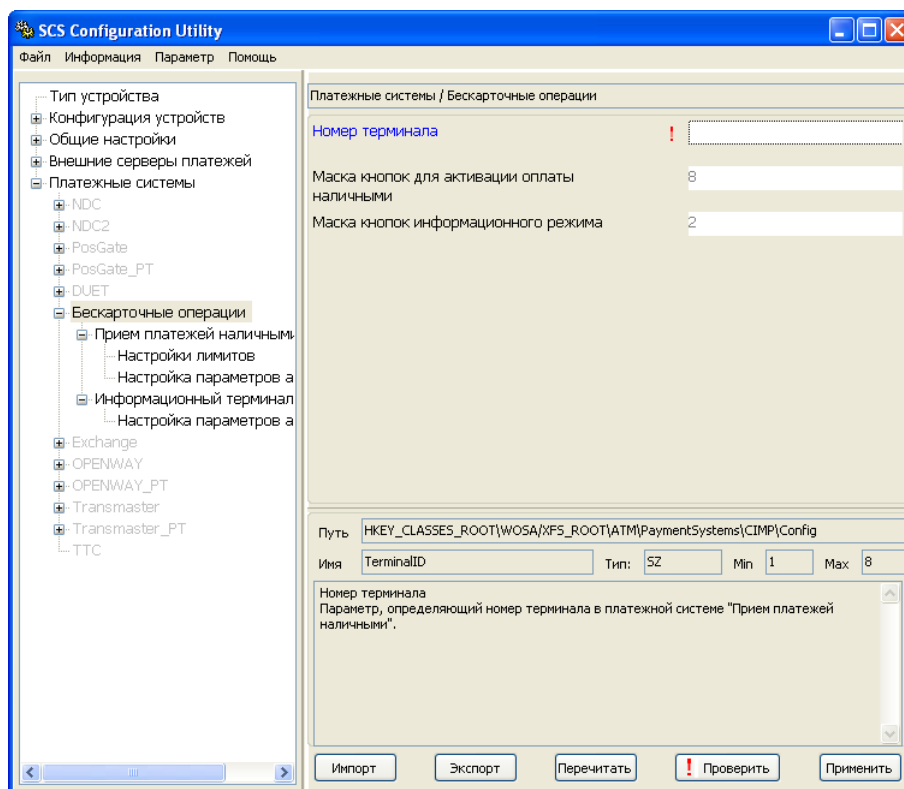 SCS Configuration Utility
Файл Информация Параметр Помощь
Тип устройства
Конфигурация устройств
Общие настройки
Внешние серверы платежей
Платежные системы
NDC
NDC2
PosGate
PosGate_PT
DUET
Бескарточные операции
Прием платежей наличными
Настройки лимитов
Настройка параметров а
Информационный терминал
Настройка параметров а
Exchange
OPENWAY
OPENWAY_PT
Transmaster
Transmaster_PT
TTC
Платежные системы / Бескарточные операции
Номер терминала !
Маска кнопок для активации оплаты 8
наличными
Маска кнопок информационного режима 2
Путь HKEY_CLASSES_ROOT\WOSA/XFS_ROOT\ATM\PaymentSystems\CIMP\Config
Имя TerminalID Тип: SZ Min 1 Max 8
Номер терминала
Параметр, определяющий номер терминала в платежной системе "Прием платежей
наличными".
Импорт Экспорт Перечитать ! Проверить Применить